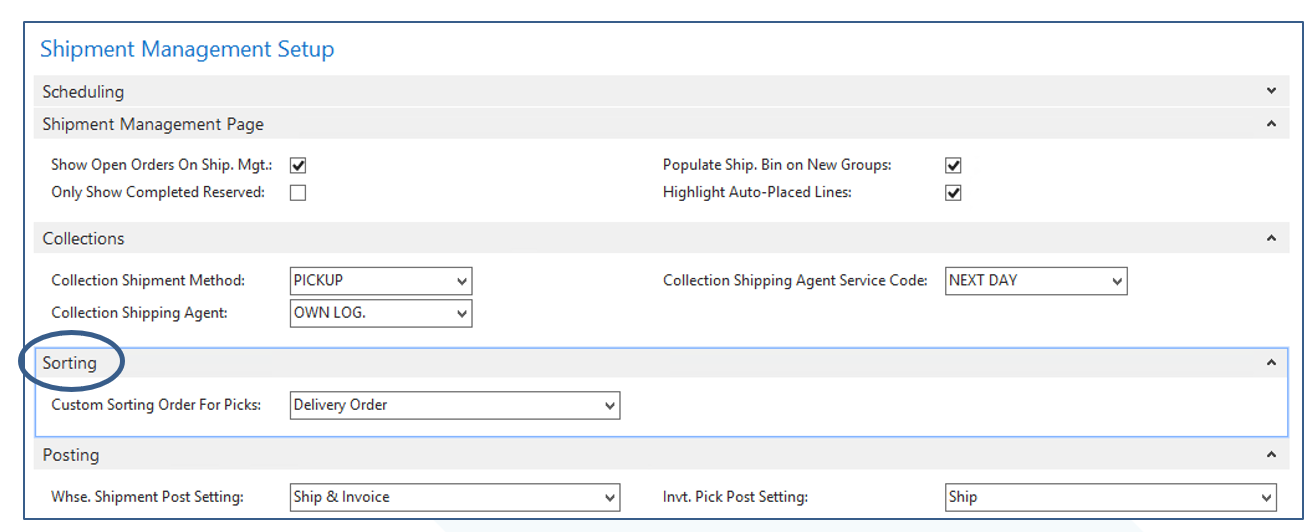 Shipment Management Setup
Scheduling
Shipment Management Page
Show Open Orders On Ship. Mgt.: Populate Ship. Bin on New Groups:
Only Show Completed Reserved: Highlight Auto-Placed Lines:
Collections
Collection Shipment Method: PICKUP Collection Shipping Agent Service Code: NEXT DAY
Collection Shipping Agent: OWN LOG.
Sorting
Custom Sorting Order For Picks: Delivery Order
Posting
Whse. Shipment Post Setting: Ship & Invoice Invt. Pick Post Setting: Ship